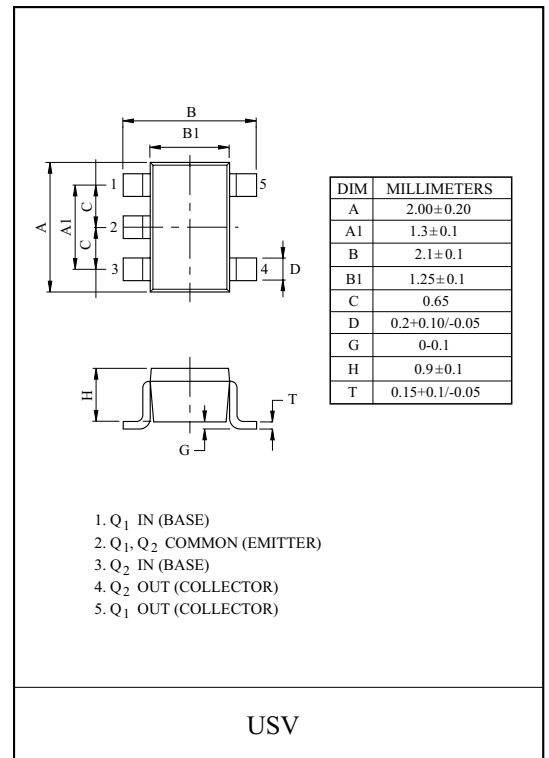 B
B1
1
5
A
A1
C
2
C
3
4
D
DIM MILLIMETERS
A 2.00±0.20
A1 1.3±0.1
B 2.1±0.1
B1 1.25±0.1
C 0.65
D 0.2+0.10/-0.05
G 0-0.1
H 0.9±0.1
T 0.15+0.1/-0.05
H
T
G
1. Q1 IN (BASE)
2. Q1, Q2 COMMON (EMITTER)
3. Q2 IN (BASE)
4. Q2 OUT (COLLECTOR)
5. Q1 OUT (COLLECTOR)
USV